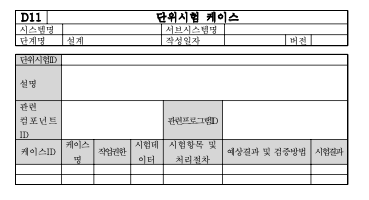 D11 단위시험 케이스
시스템명 서브시스템명
단계명 설계 작성일자 버전
단위시험ID
설명
관련
컴포넌트
ID
관련프로그램ID
케이스ID 케이스명 작업권한 시험데이터 시험항목 및 처리절차 예상결과 및 검증방법 시험결과